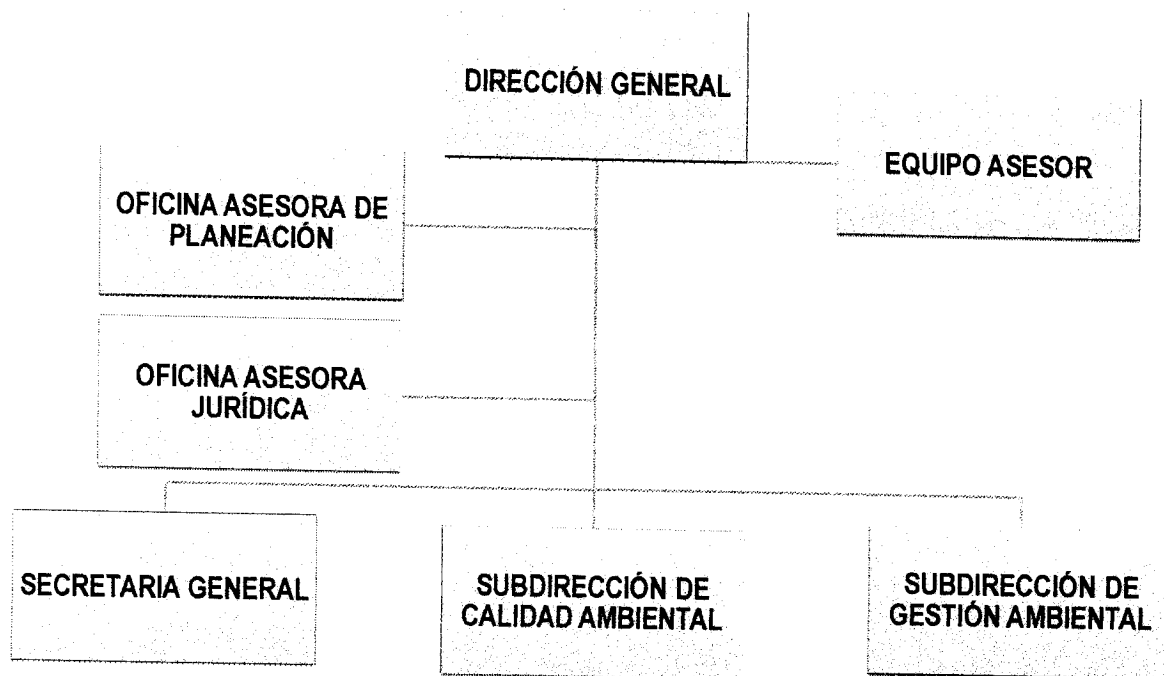 DIRECCIÓN GENERAL
EQUIPO ASESOR
OFICINA ASESORA DE
PLANEACIÓN
OFICINA ASESORA
JURÍDICA
SECRETARIA GENERAL
SUBDIRECCIÓN DE
CALIDAD AMBIENTAL
SUBDIRECCIÓN DE
GESTIÓN AMBIENTAL